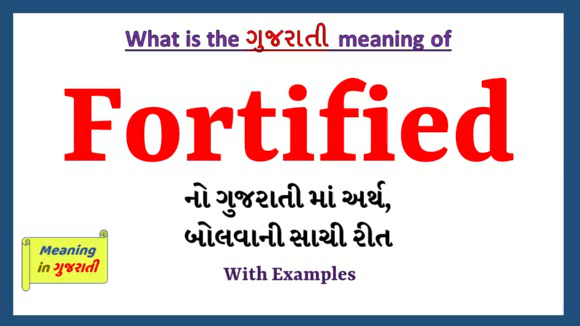 What is the ગુજરાતી meaning of
Fortified
નો ગુજરાતી માં અર્થ,
બોલવાની સાચી રીત
With Examples
Meaning
in ગુજરાતી